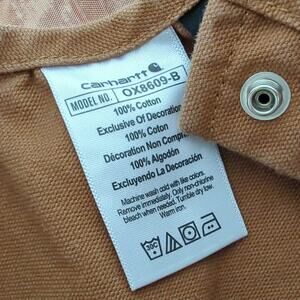 Carhartt
MODEL NO. OX8609-B
100% Cotton
Exclusive Of Decoration
100% Coton
Décoration Non Compri
100% Algodón
Excluyendo La Decoración
Machine wash cold with like colors.
Remove immediately. Only non-chlorine
bleach when needed. Tumble dry low.
Warm iron.